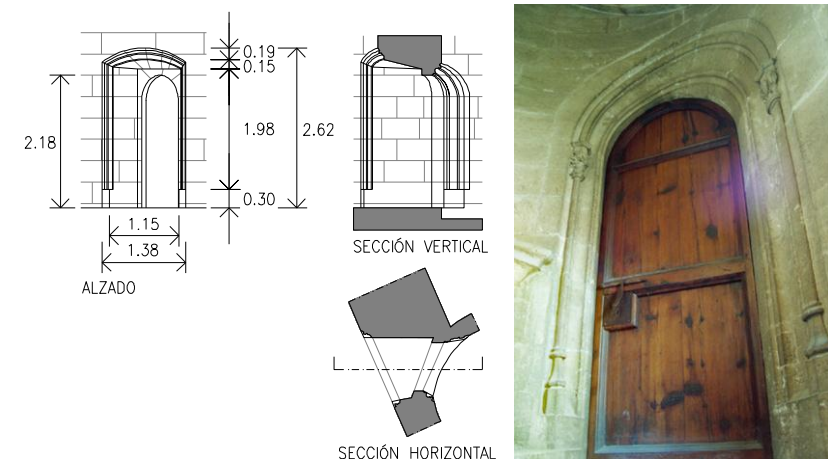 0.19
0.15
2.18
1.98
2.62
0.30
1.15
1.38
ALZADO
SECCIÓN VERTICAL
SECCIÓN HORIZONTAL